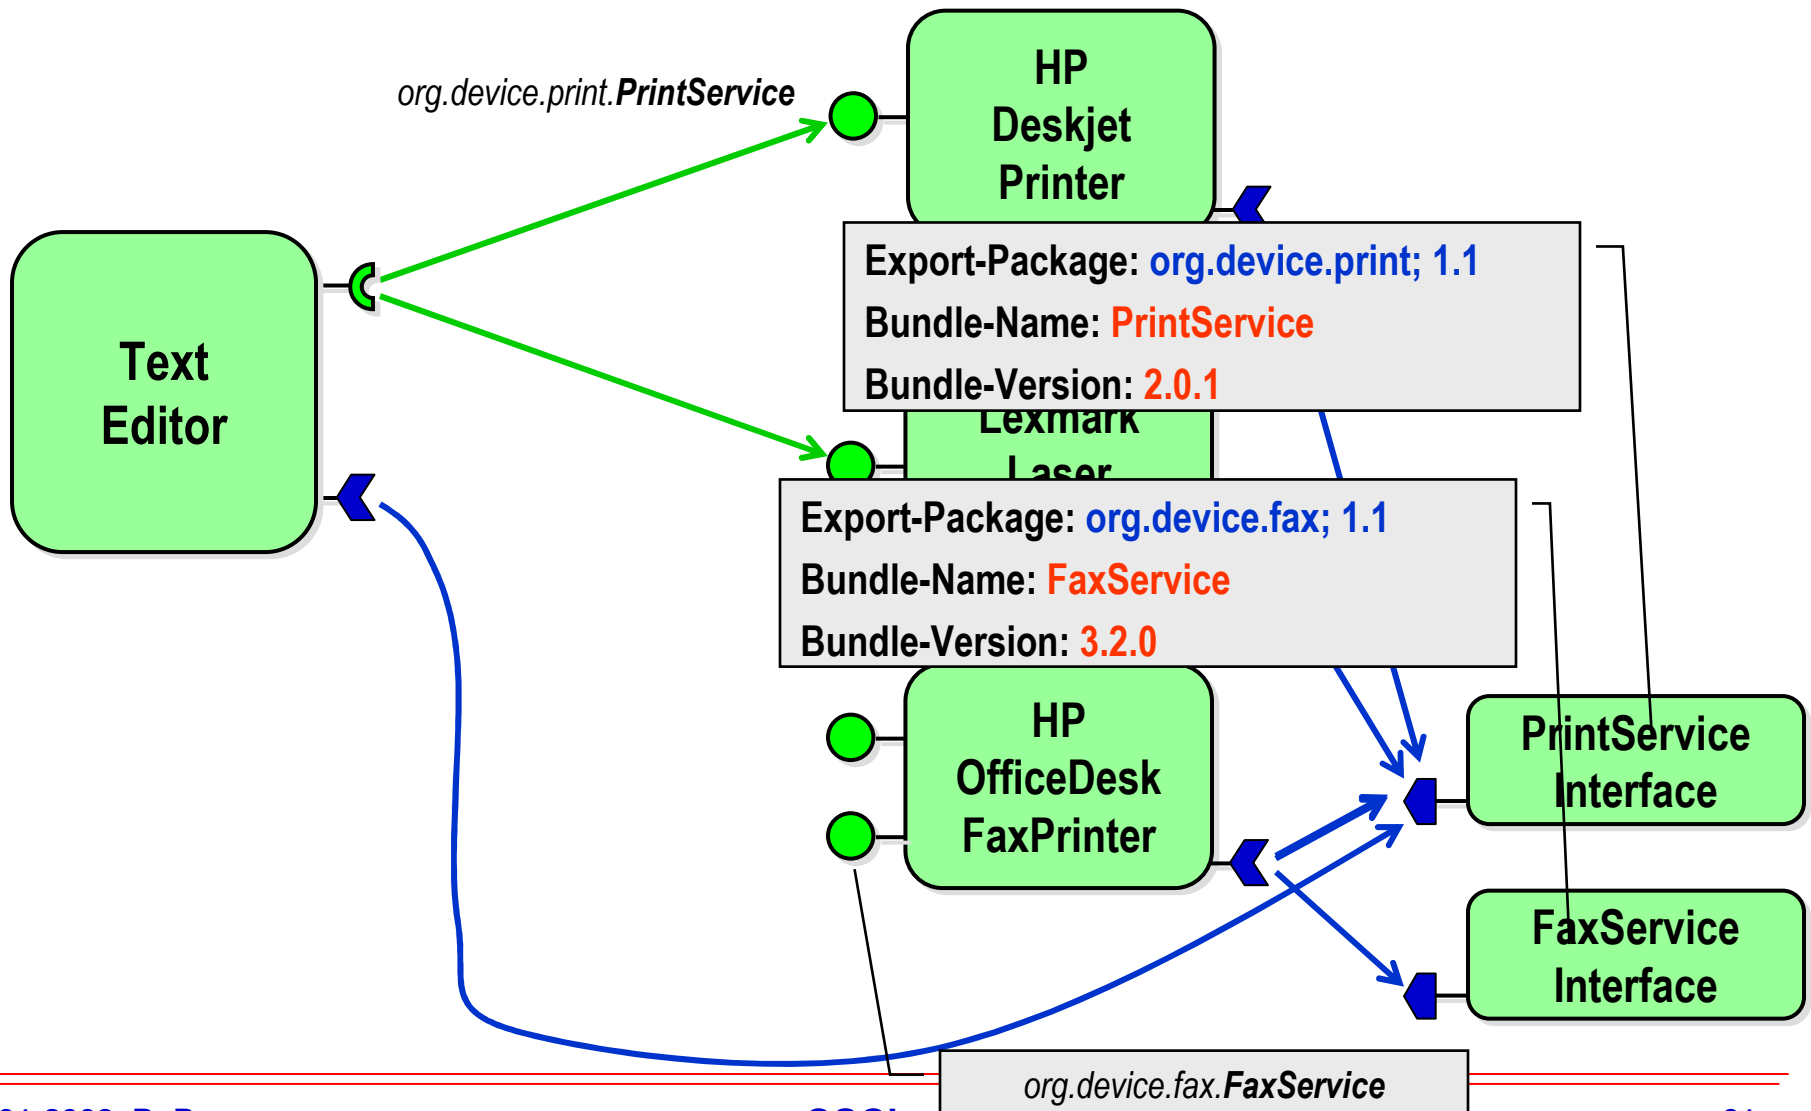 org.device.print.PrintService
HP
Deskjet
Printer
Export-Package: org.device.print; 1.1
Bundle-Name: PrintService
Bundle-Version: 2.0.1
Text
Editor
Lexmark
Laser
Export-Package: org.device.fax; 1.1
Bundle-Name: FaxService
Bundle-Version: 3.2.0
HP
OfficeDesk
FaxPrinter
PrintService
Interface
FaxService
Interface
org.device.fax.FaxService